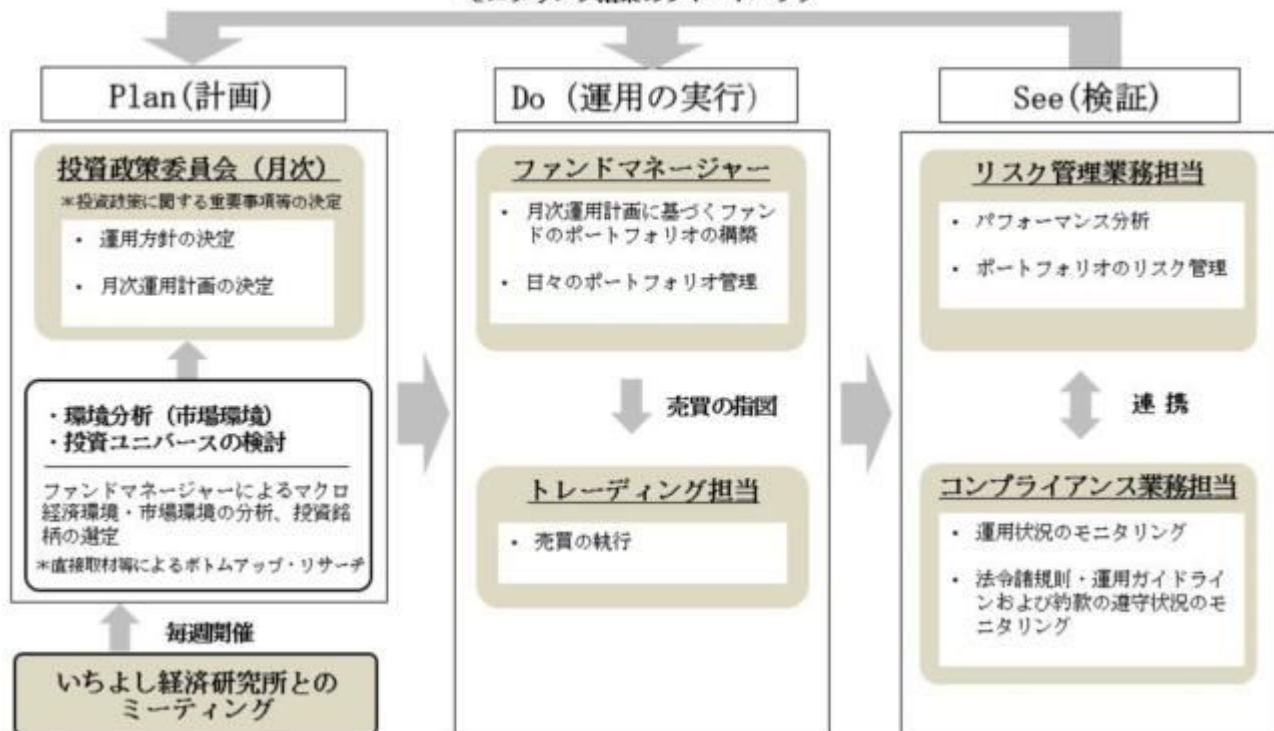 Plan(計画)
投資政策委員会（月次）
＊投資政策に関する重要事項等の決定
・ 運用方針の決定
・ 月次運用計画の決定
・環境分析（市場環境）
・投資ユニバースの検討
ファンドマネージャーによるマクロ
経済環境・市場環境の分析、投資銘
柄の選定
＊直接取材等によるボトムアップ・リサーチ
毎週開催
いちよし経済研究所との
ミーティング
Do（運用の実行）
ファンドマネージャー
・ 月次運用計画に基づくファン
ドのポートフォリオの構築
・ 日々のポートフォリオ管理
売買の指図
トレーディング担当
・ 売買の執行
See(検証)
リスク管理業務担当
・ パフォーマンス分析
・ ポートフォリオのリスク管理
連 携
コンプライアンス業務担当
・ 運用状況のモニタリング
・ 法令諸規則・運用ガイドライ
ンおよび約款の遵守状況のモ
ニタリング